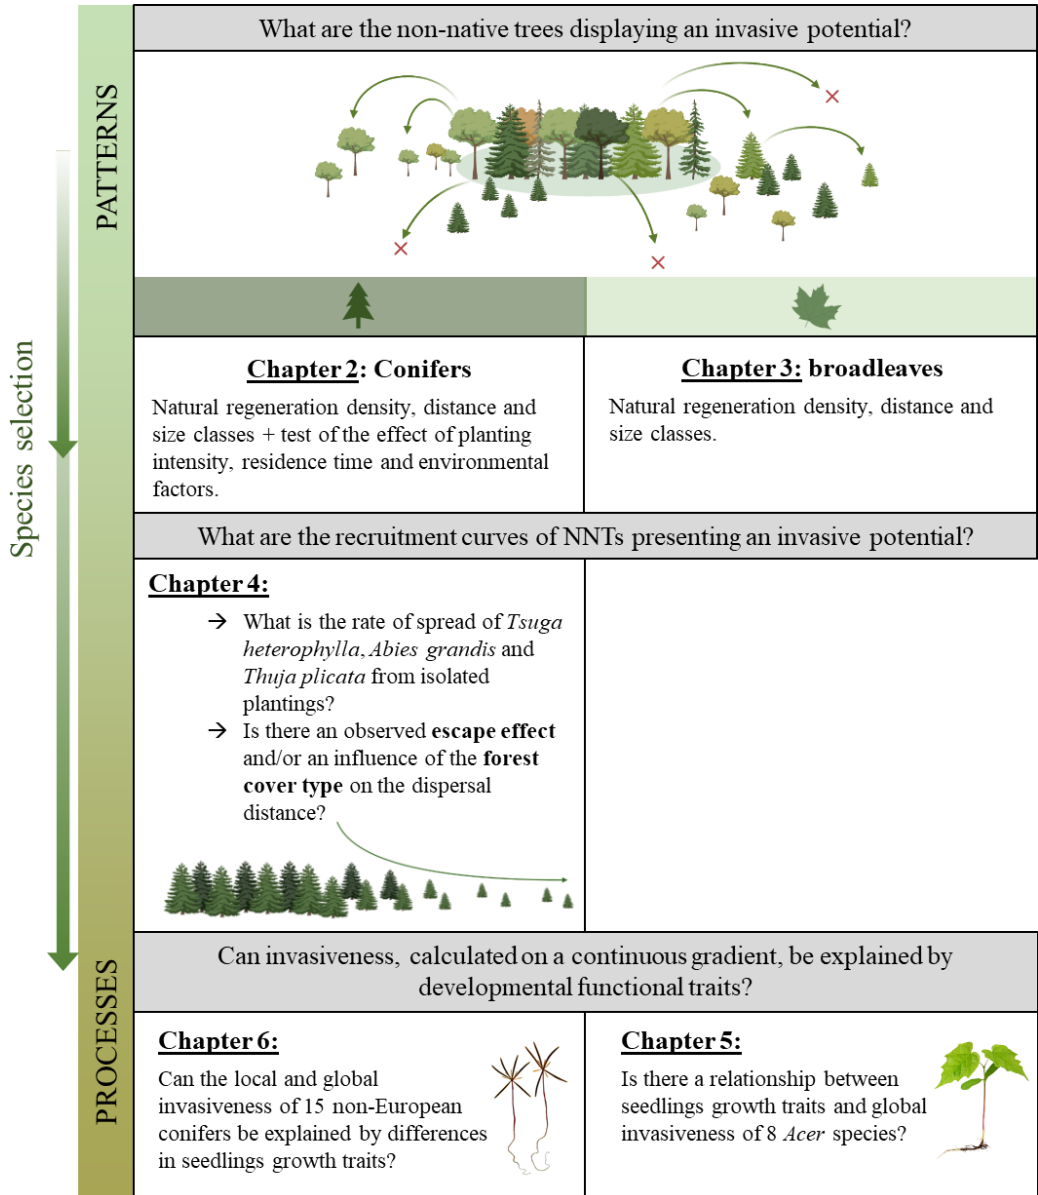 What are the non-native trees displaying an invasive potential?
PATTERNS
Species selection
Chapter 2: Conifers
Natural regeneration density, distance and
size classes + test of the effect of planting
intensity, residence time and environmental
factors.
Chapter 3: broadleaves
Natural regeneration density, distance and
size classes.
What are the recruitment curves of NNTs presenting an invasive potential?
Chapter 4:
→ What is the rate of spread of Tsuga
heterophylla, Abies grandis and
Thuja plicata from isolated
plantings?
→ Is there an observed escape effect
and/or an influence of the forest
cover type on the dispersal
distance?
PROCESSES
Can invasiveness, calculated on a continuous gradient, be explained by
developmental functional traits?
Chapter 6:
Can the local and global
invasiveness of 15 non-European
conifers be explained by differences
in seedlings growth traits?
Chapter 5:
Is there a relationship between
seedlings growth traits and global
invasiveness of 8 Acer species?